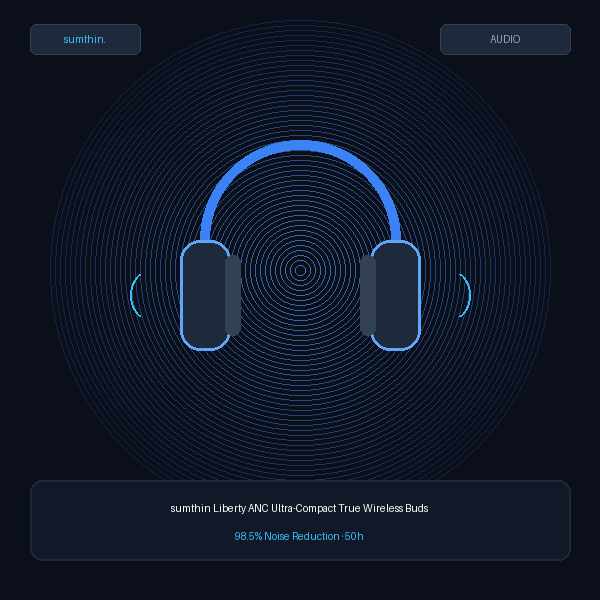 sumthin.
AUDIO
sumthin Liberty ANC Ultra-Compact True Wireless Buds
98.5% Noise Reduction · 50h